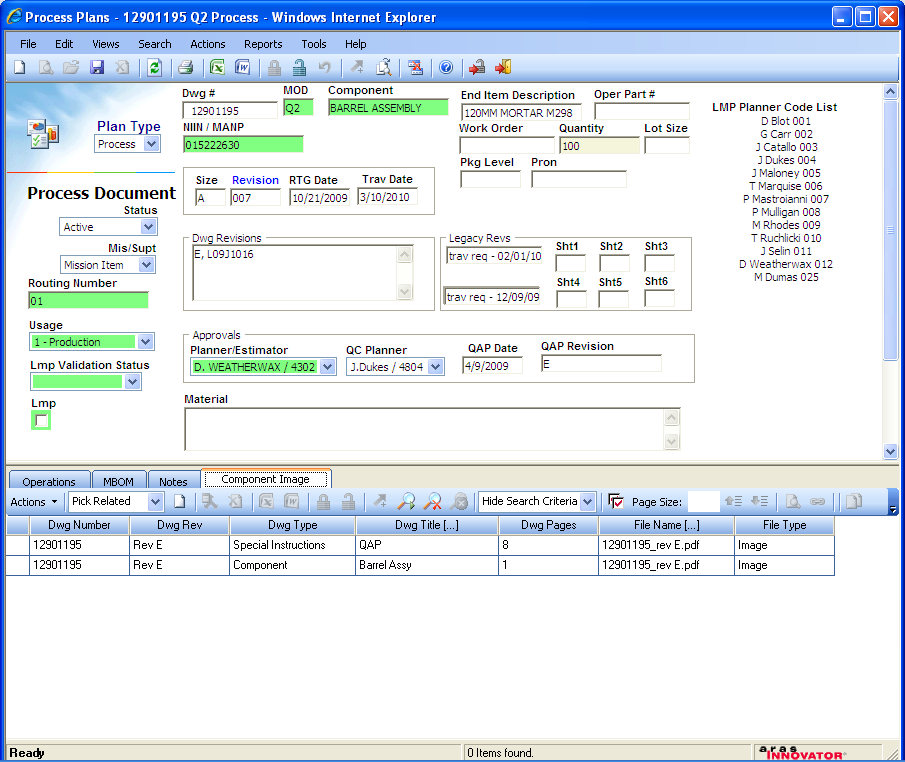 Process Plans - 12901195 Q2 Process - Windows Internet Explorer
File Edit Views Search Actions Reports Tools Help
Plan Type
Process
Process Document
Status
Active
Mis/Supt
Mission Item
Routing Number
01
Usage
1 - Production
Lmp Validation Status
Lmp
Dwg # MOD Component
12901195 Q2 BARREL ASSEMBLY
NIIN / MANP
015222630
End Item Description Oper Part #
120MM MORTAR M298
Work Order Quantity Lot Size
100
Pkg Level Pron
Size Revision RTG Date Trav Date
A 007 10/21/2009 3/10/2010
Dwg Revisions
E, L09J1016
Legacy Revs Sht1 Sht2 Sht3
trav req - 02/01/10
Sht4 Sht5 Sht6
trav req - 12/09/09
Approvals
Planner/Estimator QC Planner QAP Date QAP Revision
D. WEATHERWAX / 4302 J.Dukes / 4804 4/9/2009 E
Material
LMP Planner Code List
D Blot 001
G Carr 002
J Catallo 003
J Dukes 004
J Maloney 005
T Marquise 006
P Mastroianni 007
P Mulligan 008
M Rhodes 009
T Ruchlicki 010
J Selin 011
D Weatherwax 012
M Dumas 025
Operations MBOM Notes Component Image
Actions Pick Related Hide Search Criteria Page Size:
Dwg Number Dwg Rev Dwg Type Dwg Title [...] Dwg Pages File Name [...] File Type
12901195 Rev E Special Instructions QAP 8 12901195_rev E.pdf Image
12901195 Rev E Component Barrel Assy 1 12901195_rev E.pdf Image
Ready 0 Items found. aras INNOVATOR